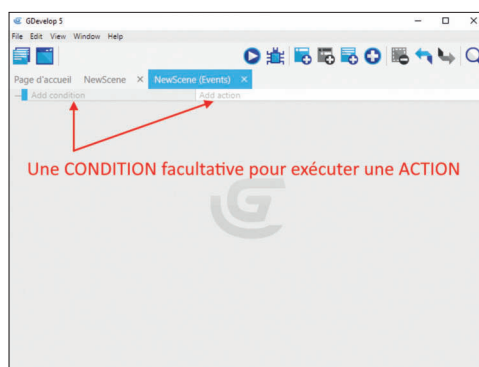 GDevelop 5
File Edit View Window Help
Page d'accueil NewScene × NewScene (Events) ×
Add condition Add action
Une CONDITION facultative pour exécuter une ACTION